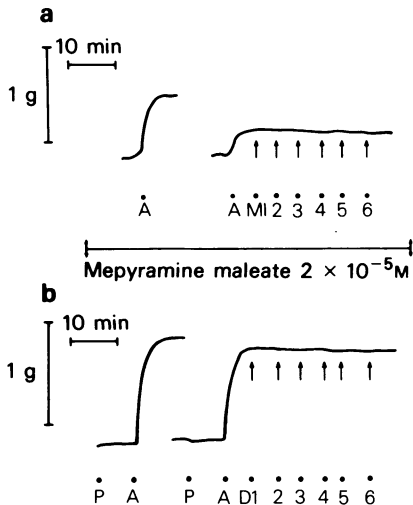 a
10 min
1 g
A A MI 2 3 4 5 6
Mepyramine maleate 2 × 10⁻⁵M
b
10 min
1 g
P A P A D1 2 3 4 5 6